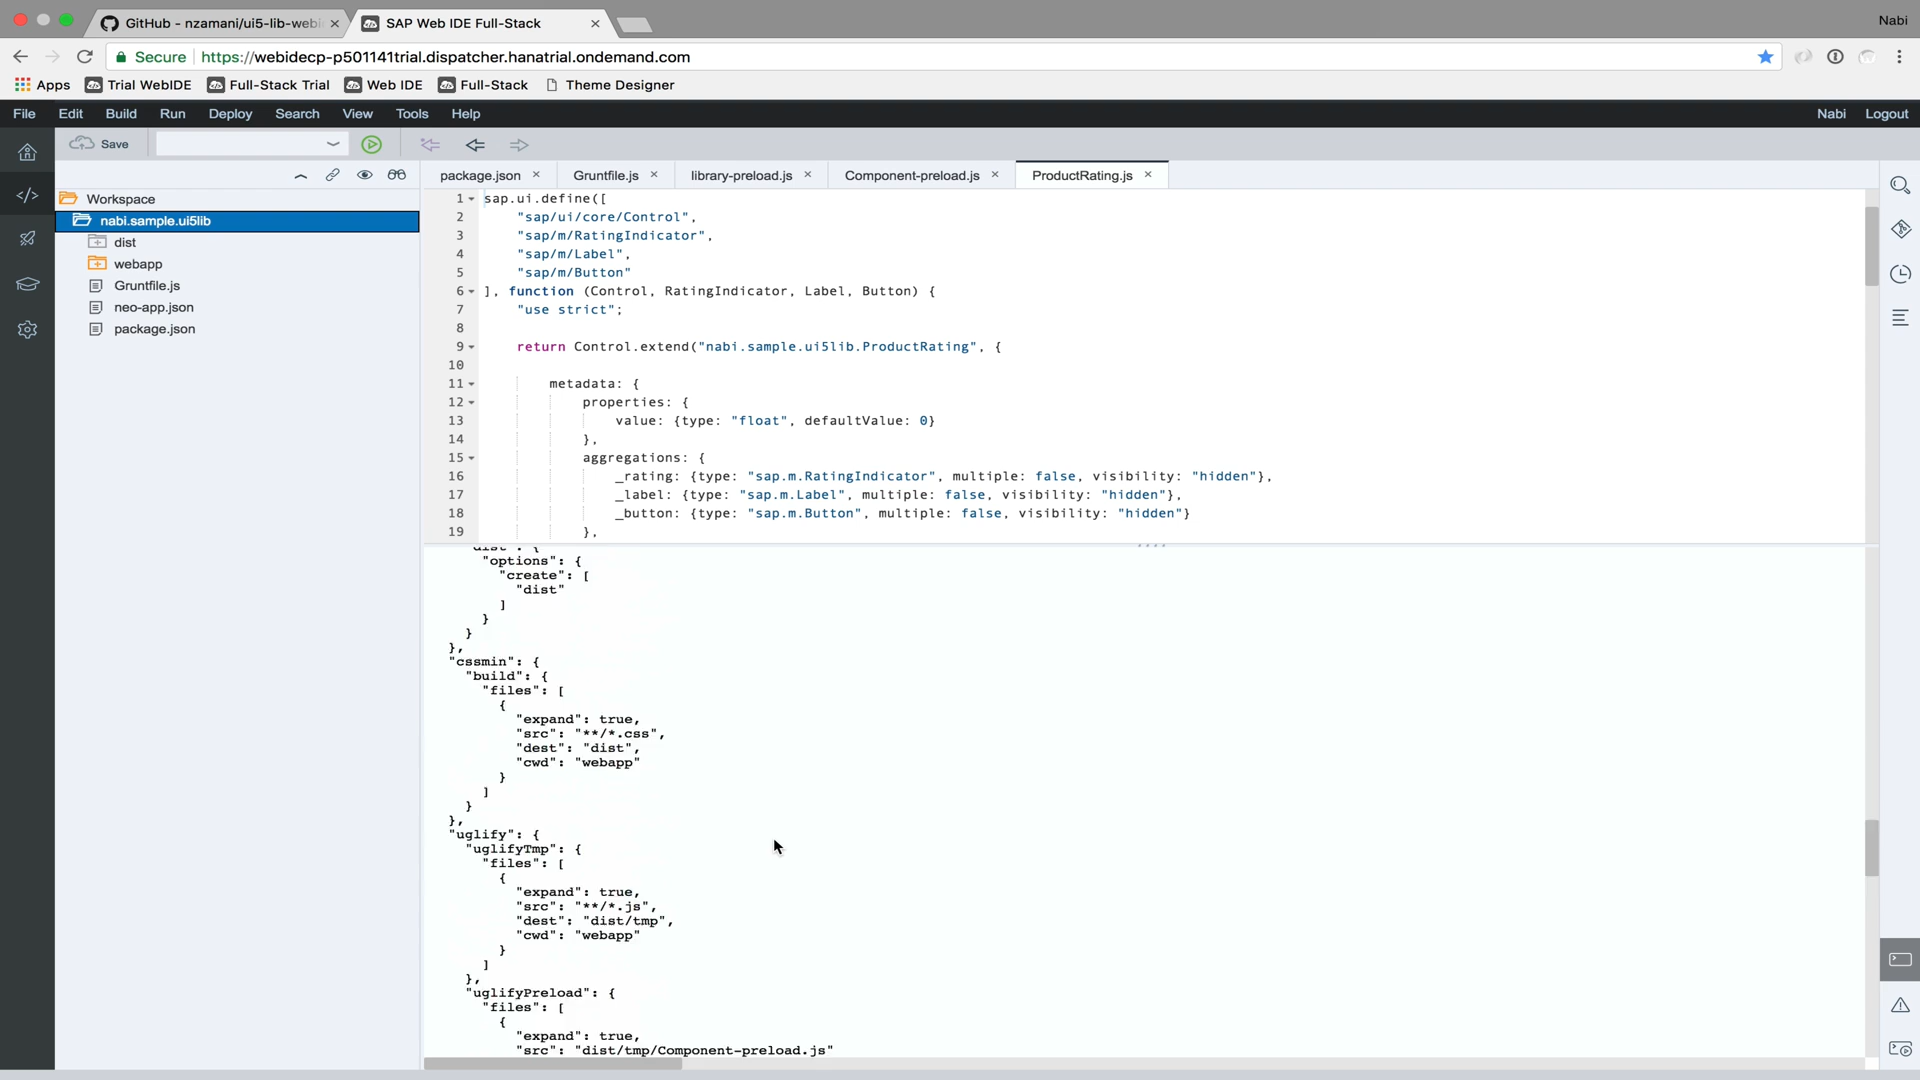 GitHub - nzamani/ui5-lib-webi
SAP Web IDE Full-Stack
Nabi
Secure
https://webidecp-p501141trial.dispatcher.hanatrial.ondemand.com
Apps
Trial WebIDE
Full-Stack Trial
Web IDE
Full-Stack
Theme Designer
File
Edit
Build
Run
Deploy
Search
View
Tools
Help
Nabi
Logout
Save
package.json
Gruntfile.js
library-preload.js
Component-preload.js
ProductRating.js
Workspace
nabi.sample.ui5lib
dist
webapp
Gruntfile.js
neo-app.json
package.json
1 sap.ui.define([
2 "sap/ui/core/Control",
3 "sap/m/RatingIndicator",
4 "sap/m/Label",
5 "sap/m/Button"
6 ], function (Control, RatingIndicator, Label, Button) {
7 "use strict";
8
9 return Control.extend("nabi.sample.ui5lib.ProductRating", {
10
11 metadata: {
12 properties: {
13 value: {type: "float", defaultValue: 0}
14 },
15 aggregations: {
16 _rating: {type: "sap.m.RatingIndicator", multiple: false, visibility: "hidden"},
17 _label: {type: "sap.m.Label", multiple: false, visibility: "hidden"},
18 _button: {type: "sap.m.Button", multiple: false, visibility: "hidden"}
19 },
"dist": {
"options": {
"create": [
"dist"
]
}
}
},
"cssmin": {
"build": {
"files": [
{
"expand": true,
"src": "**/*.css",
"dest": "dist",
"cwd": "webapp"
}
]
}
},
"uglify": {
"uglifyTmp": {
"files": [
{
"expand": true,
"src": "**/*.js",
"dest": "dist/tmp",
"cwd": "webapp"
}
]
},
"uglifyPreload": {
"files": [
{
"expand": true,
"src": "dist/tmp/Component-preload.js"